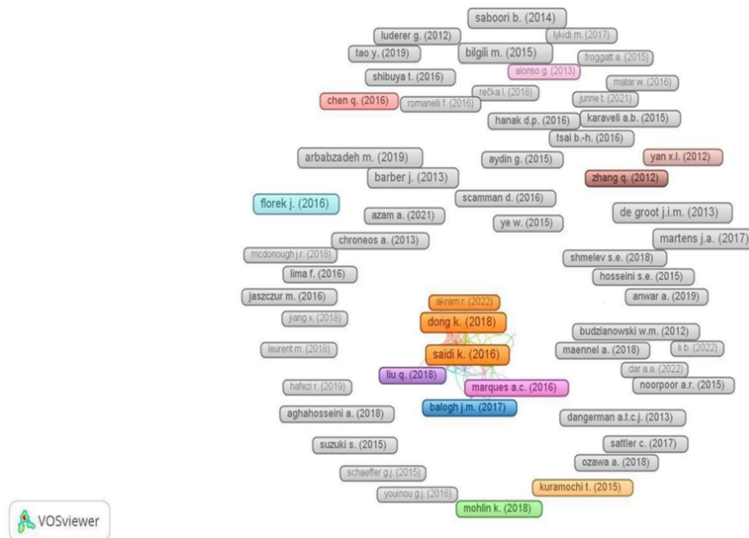 saboori b. (2014)
luderer g. (2012)
lykidi m. (2017)
tao y. (2019)
bilgili m. (2015)
froggatt a. (2015)
shibuya t. (2016)
alonso g. (2013)
matar w. (2016)
rečka l. (2018)
chen q. (2016)
romanelli f. (2016)
junne t. (2021)
hanak d.p. (2016)
karaveli a.b. (2015)
tsai b.-h. (2016)
arbabzadeh m. (2019)
aydin g. (2015)
yan x.l. (2012)
barber j. (2013)
zhang q. (2012)
florek j. (2016)
scamman d. (2016)
azam a. (2021)
ye w. (2015)
de groot j.i.m. (2013)
chroneos a. (2013)
martens j.a. (2017)
mcdonough j.r. (2018)
shmelev s.e. (2018)
lima f. (2016)
hosseini s.e. (2015)
jaszczur m. (2016)
akram r. (2022)
anwar a. (2019)
jiang x. (2018)
dong k. (2018)
budzianowski w.m. (2012)
leurent m. (2018)
saidi k. (2016)
maennel a. (2018)
li b. (2022)
liu q. (2018)
dar a.a. (2022)
hafezi r. (2019)
marques a.c. (2016)
noorpoor a.r. (2015)
aghahosseini a. (2018)
balogh j.m. (2017)
dangerman a.t.c.j. (2013)
suzuki s. (2015)
sattler c. (2017)
ozawa a. (2018)
schaeffer g.j. (2015)
youinou g.j. (2016)
kuramochi t. (2015)
mohlin k. (2018)
VOSviewer